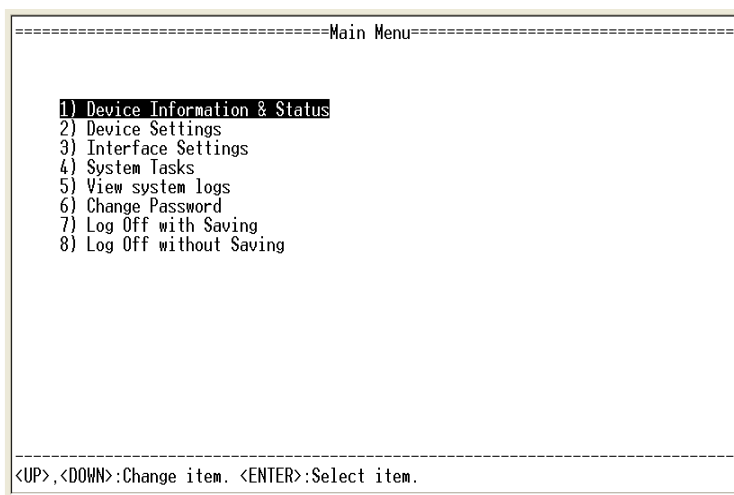 ===================================Main Menu====================================
1) Device Information & Status
2) Device Settings
3) Interface Settings
4) System Tasks
5) View system logs
6) Change Password
7) Log Off with Saving
8) Log Off without Saving
--------------------------------------------------------------------------------
<UP>,<DOWN>:Change item. <ENTER>:Select item.